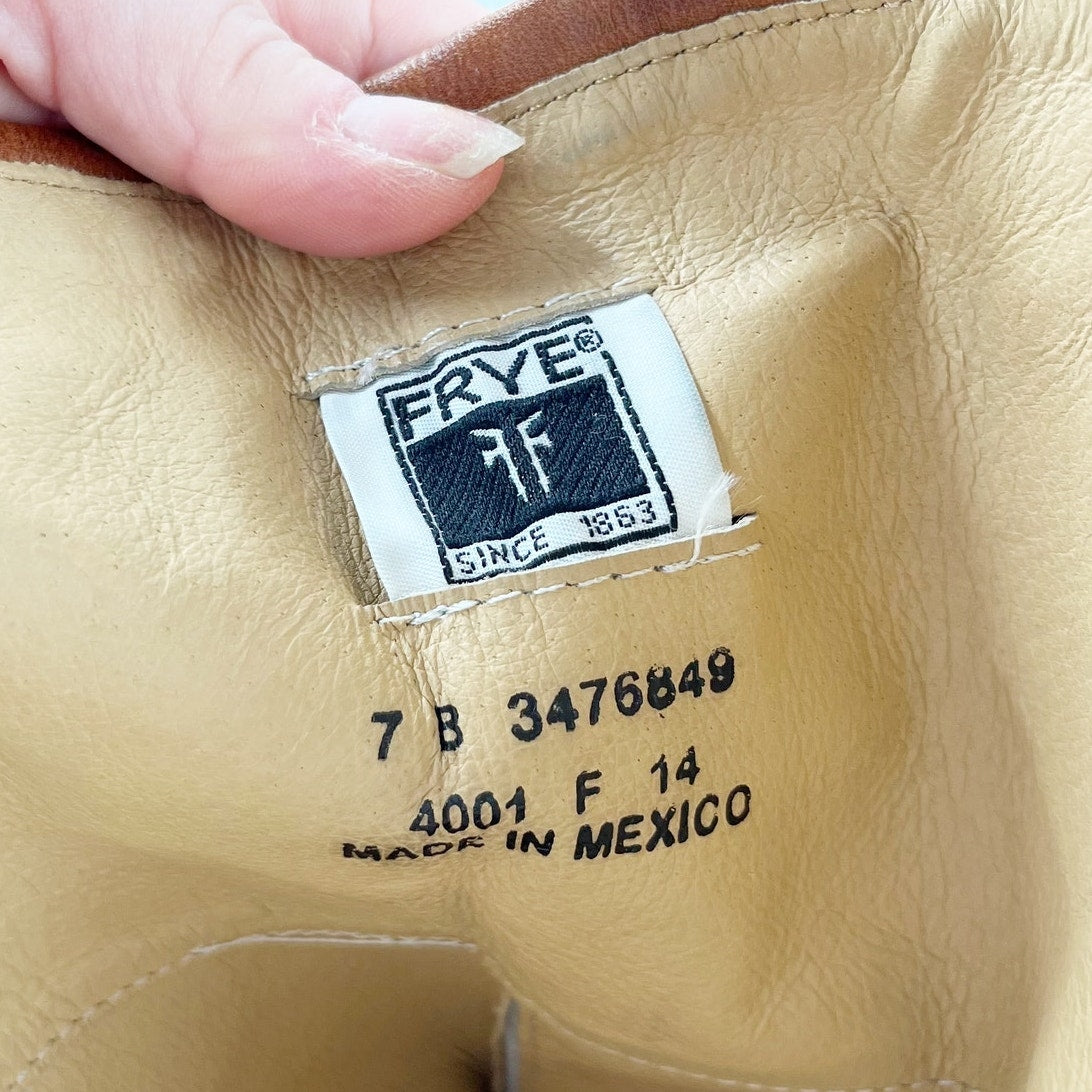 FRYE®
SINCE 1863
7 B 3476849
4001 F 14
MADE IN MEXICO